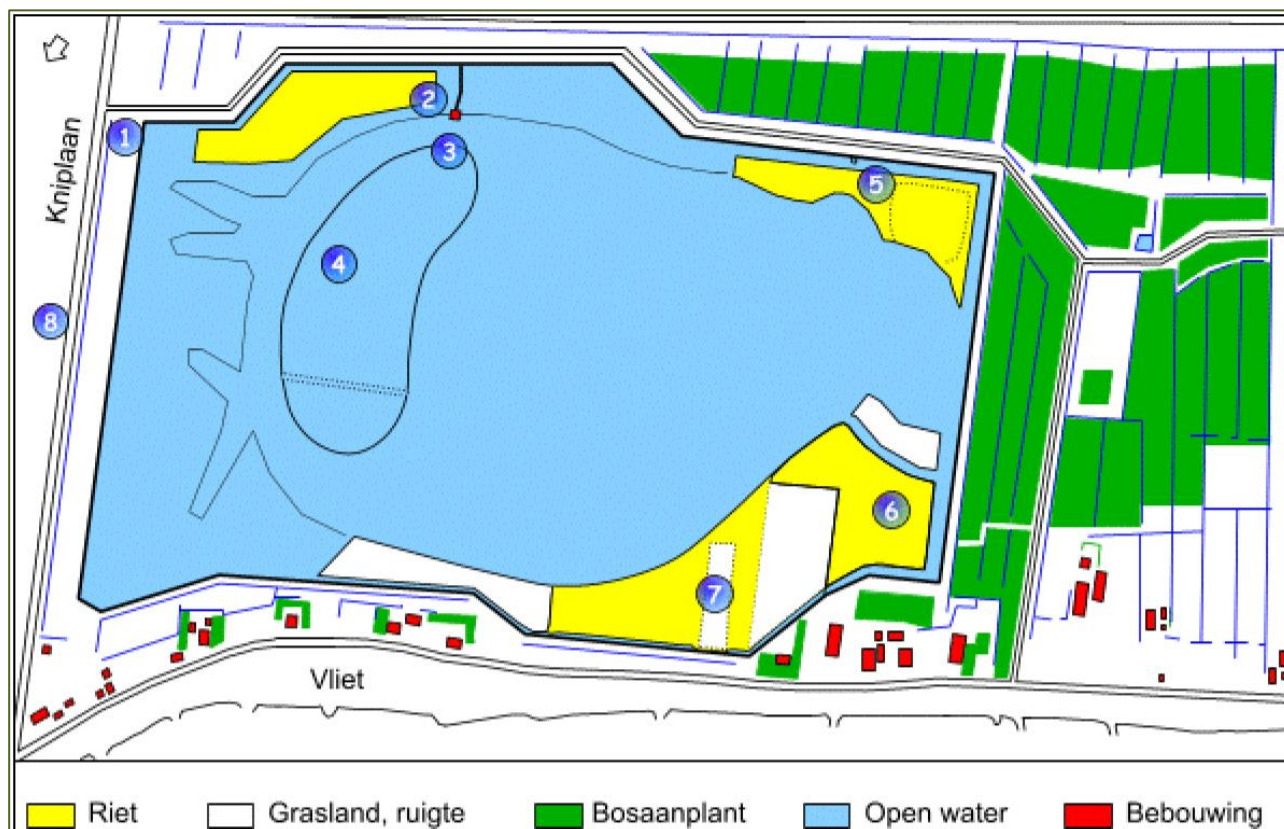 Kniplaan
1
2
3
4
5
6
7
8
Vliet
Riet
Grasland, ruigte
Bosaanplant
Open water
Bebouwing